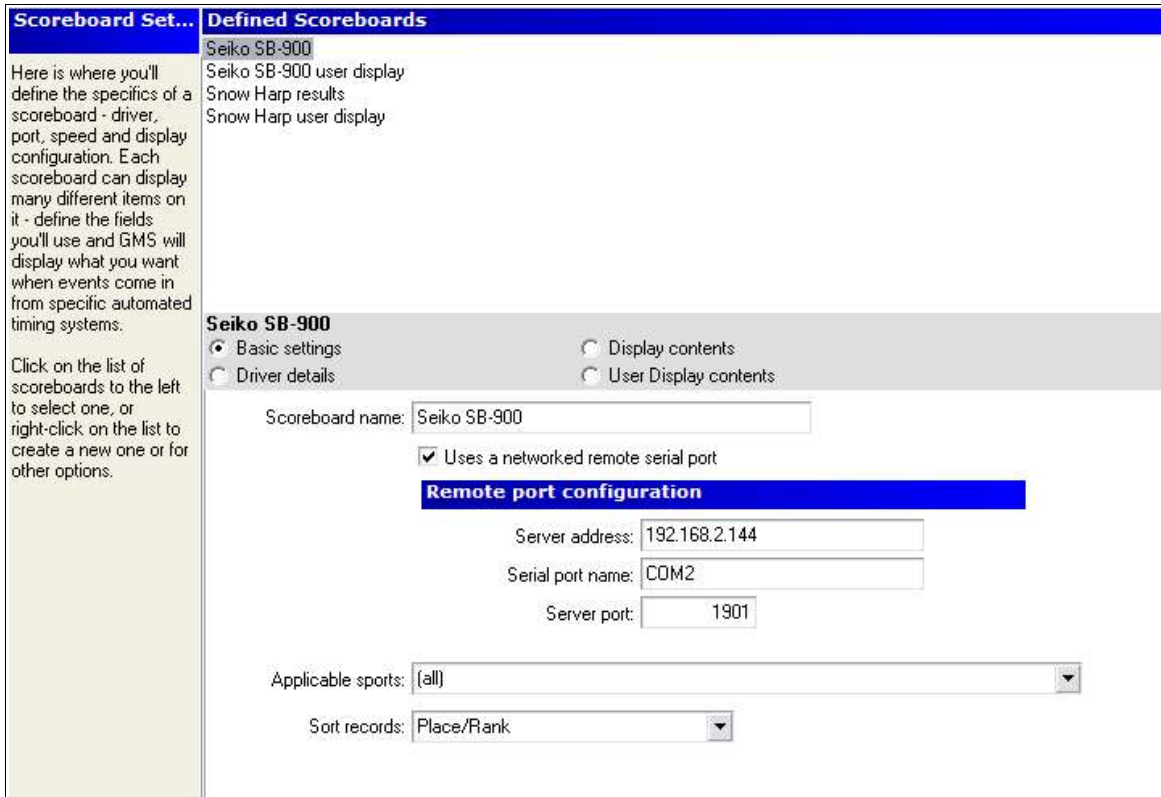 Scoreboard Set...
Here is where you'll
define the specifics of a
scoreboard - driver,
port, speed and display
configuration. Each
scoreboard can display
many different items on
it - define the fields
you'll use and GMS will
display what you want
when events come in
from specific automated
timing systems.
Click on the list of
scoreboards to the left
to select one, or
right-click on the list to
create a new one or for
other options.
Defined Scoreboards
Seiko SB-900
Seiko SB-900 user display
Snow Harp results
Snow Harp user display
Seiko SB-900
Basic settings
Display contents
Driver details
User Display contents
Scoreboard name: Seiko SB-900
Uses a networked remote serial port
Remote port configuration
Server address: 192.168.2.144
Serial port name: COM2
Server port: 1901
Applicable sports: (all)
Sort records: Place/Rank